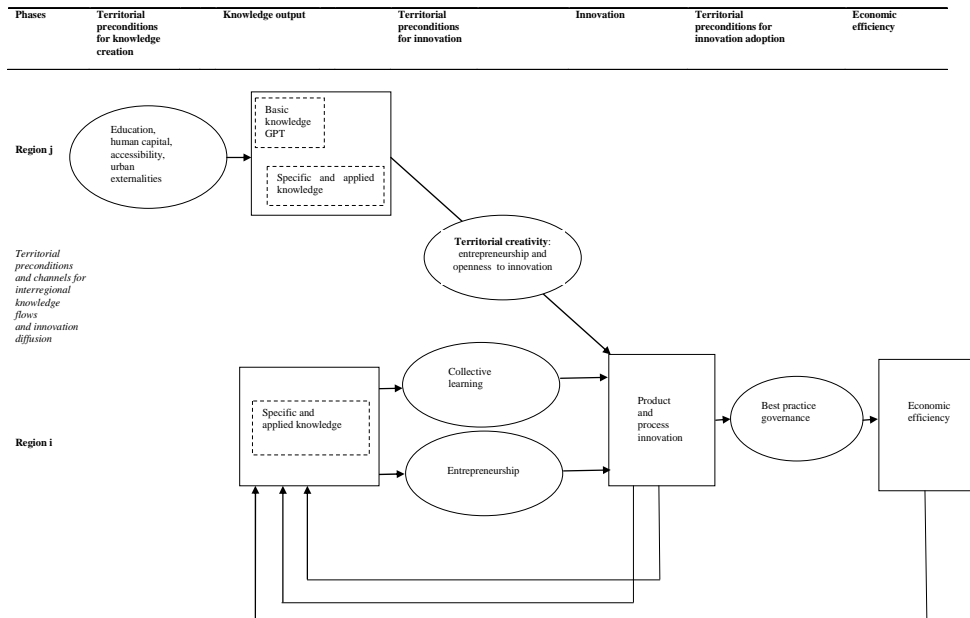 Phases
Territorial
preconditions
for knowledge
creation
Knowledge output
Territorial
preconditions
for innovation
Innovation
Territorial
preconditions for
innovation adoption
Economic
efficiency
Region j
Education,
human capital,
accessibility,
urban
externalities
Basic
knowledge
GPT
Specific and applied
knowledge
Territorial creativity:
entrepreneurship and
openness to innovation
Territorial
preconditions
and channels for
interregional
knowledge
flows
and innovation
diffusion
Region i
Specific and
applied knowledge
Collective
learning
Entrepreneurship
Product
and
process
innovation
Best practice
governance
Economic
efficiency